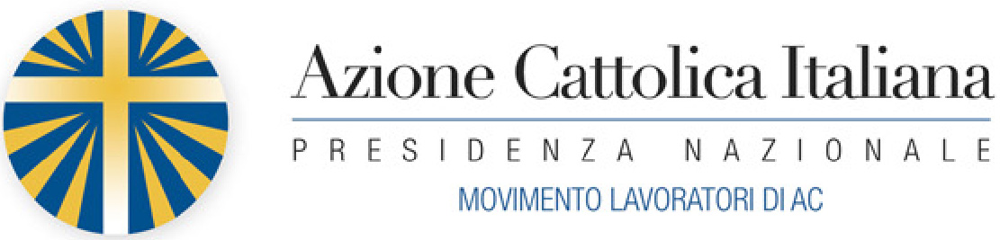 Azione Cattolica Italiana
PRESIDENZA NAZIONALE
MOVIMENTO LAVORATORI DI AC